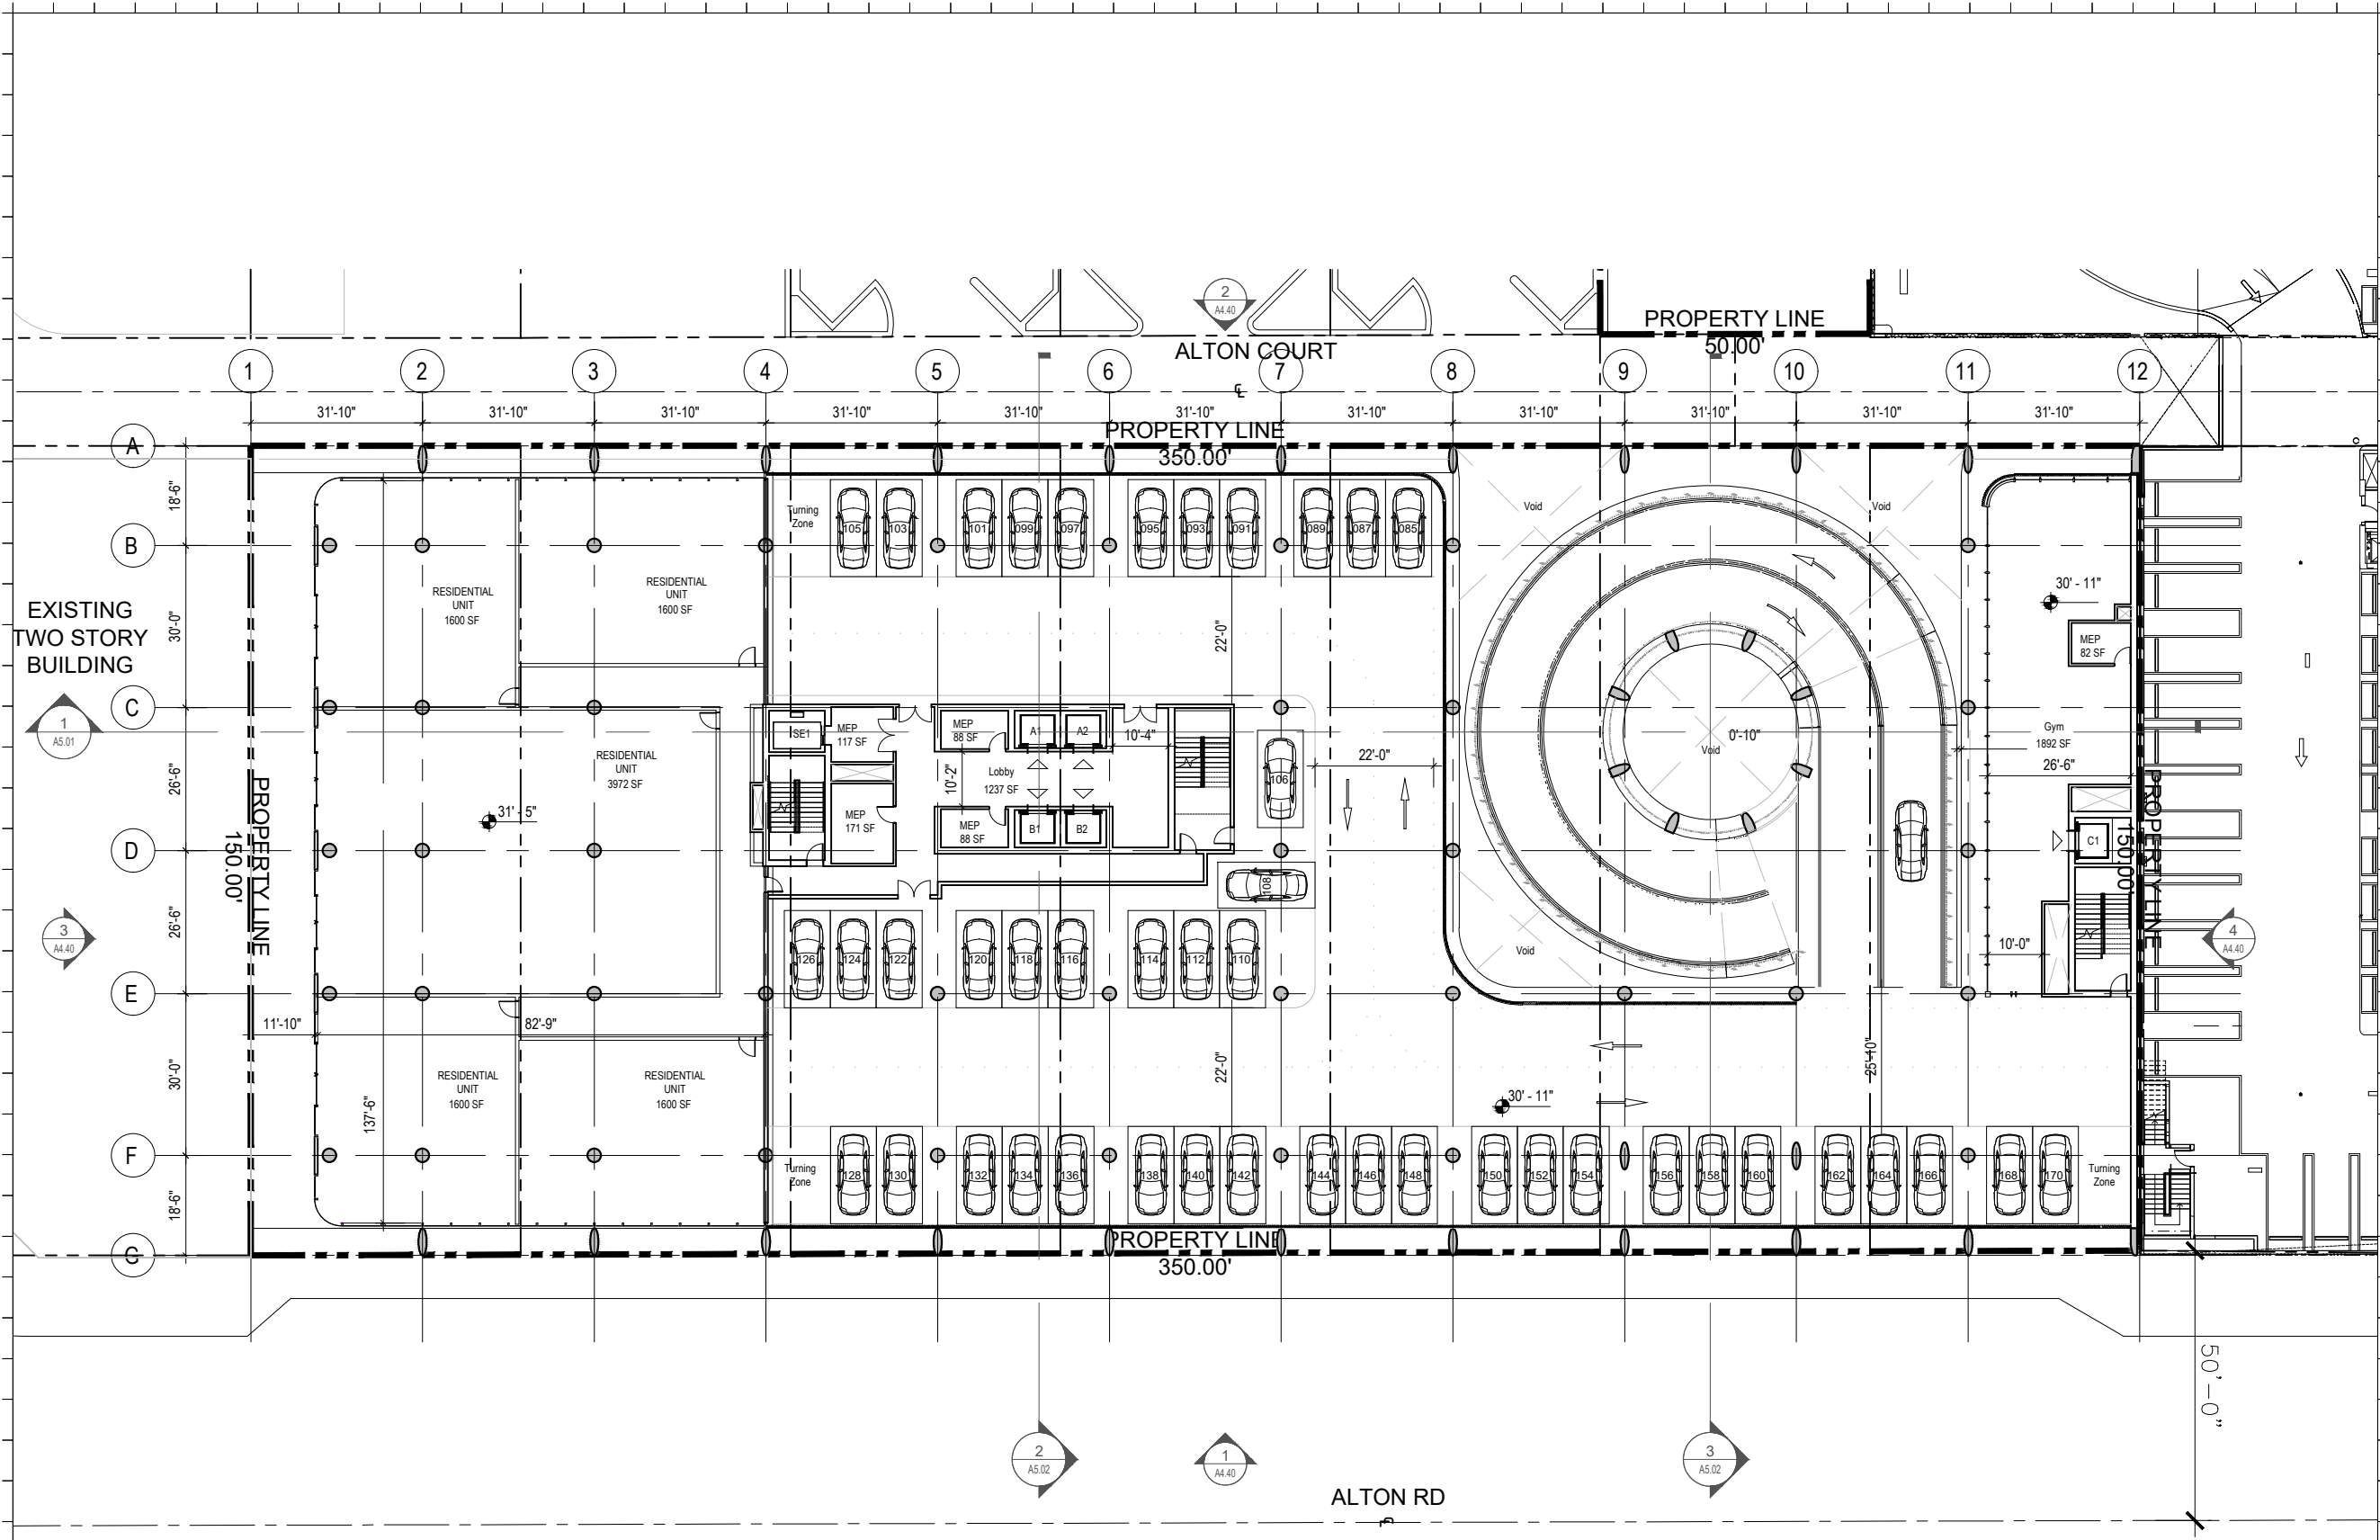 2
A4.40
PROPERTY LINE
50.00'
ALTON COURT
℄
1
2
3
4
5
6
7
8
9
10
11
12
31'-10"
31'-10"
31'-10"
31'-10"
31'-10"
31'-10"
31'-10"
31'-10"
31'-10"
31'-10"
31'-10"
PROPERTY LINE
350.00'
A
B
C
D
E
F
G
18'-6"
30'-0"
26'-6"
26'-6"
30'-0"
18'-6"
EXISTING
TWO STORY
BUILDING
1
A5.01
3
A4.40
PROPERTY LINE
150.00'
RESIDENTIAL
UNIT
1600 SF
RESIDENTIAL
UNIT
1600 SF
RESIDENTIAL
UNIT
3972 SF
31' - 5"
11'-10"
82'-9"
137'-6"
RESIDENTIAL
UNIT
1600 SF
RESIDENTIAL
UNIT
1600 SF
Turning
Zone
105
103
101
099
097
095
093
091
089
087
085
22'-0"
SE1
MEP
117 SF
MEP
171 SF
MEP
88 SF
A1
A2
10'-4"
10'-2"
Lobby
1237 SF
MEP
88 SF
B1
B2
106
108
22'-0"
126
124
122
120
118
116
114
112
110
22'-0"
Void
Void
Void
0'-10"
Void
25'-10"
30' - 11"
30' - 11"
MEP
82 SF
Gym
1892 SF
26'-6"
C1
10'-0"
PROPERTY LINE
150.00'
4
A4.40
Turning
Zone
128
130
132
134
136
138
140
142
144
146
148
150
152
154
156
158
160
162
164
166
168
170
Turning
Zone
PROPERTY LINE
350.00'
50'-0"
2
A5.02
1
A4.40
3
A5.02
ALTON RD
℄